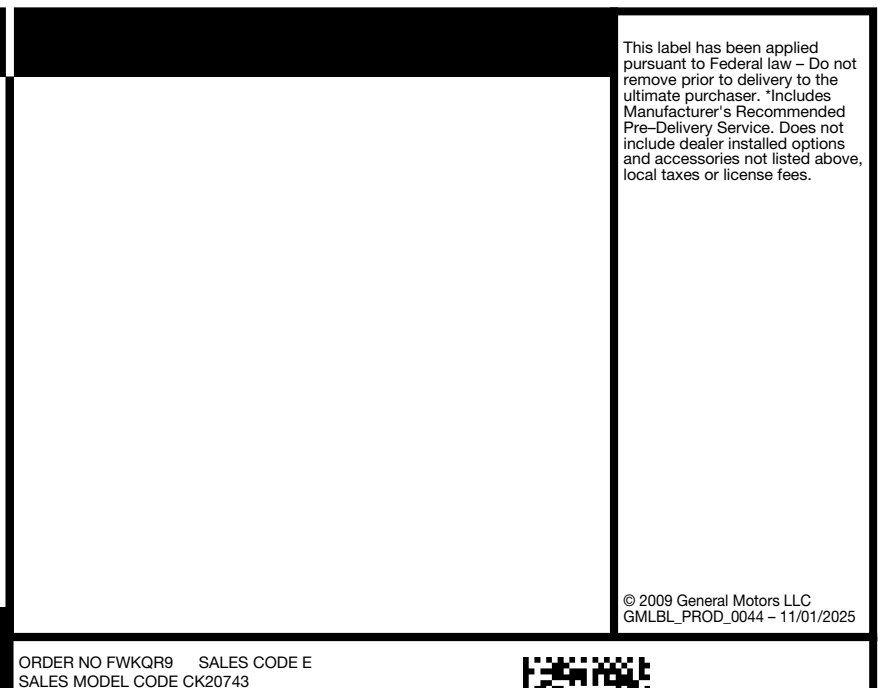 This label has been applied
pursuant to Federal law – Do not
remove prior to delivery to the
ultimate purchaser. *Includes
Manufacturer's Recommended
Pre–Delivery Service. Does not
include dealer installed options
and accessories not listed above,
local taxes or license fees.
© 2009 General Motors LLC
GMLBL_PROD_0044 – 11/01/2025
ORDER NO FWKQR9 SALES CODE E
SALES MODEL CODE CK20743